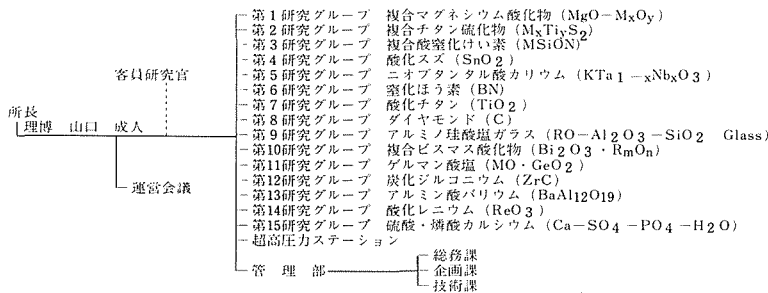 第1研究グループ 複合マグネシウム酸化物 (MgO－MxOy)
第2研究グループ 複合チタン硫化物 (MxTiyS2)
第3研究グループ 複合酸窒化けい素 (MSiON)
第4研究グループ 酸化スズ (SnO2)
客員研究官
第5研究グループ ニオブタンタル酸カリウム (KTa1－xNbxO3)
第6研究グループ 窒化ほう素 (BN)
第7研究グループ 酸化チタン (TiO2)
所長
第8研究グループ ダイヤモンド (C)
理博 山口 成人
第9研究グループ アルミノ珪酸塩ガラス (RO－Al2O3－SiO2 Glass)
第10研究グループ 複合ビスマス酸化物 (Bi2O3・RmOn)
第11研究グループ ゲルマン酸塩 (MO・GeO2)
運営会議
第12研究グループ 炭化ジルコニウム (ZrC)
第13研究グループ アルミン酸バリウム (BaAl12O19)
第14研究グループ 酸化レニウム (ReO3)
第15研究グループ 硫酸・燐酸カルシウム (Ca－SO4－PO4－H2O)
超高圧力ステーション
管理部
総務課
企画課
技術課